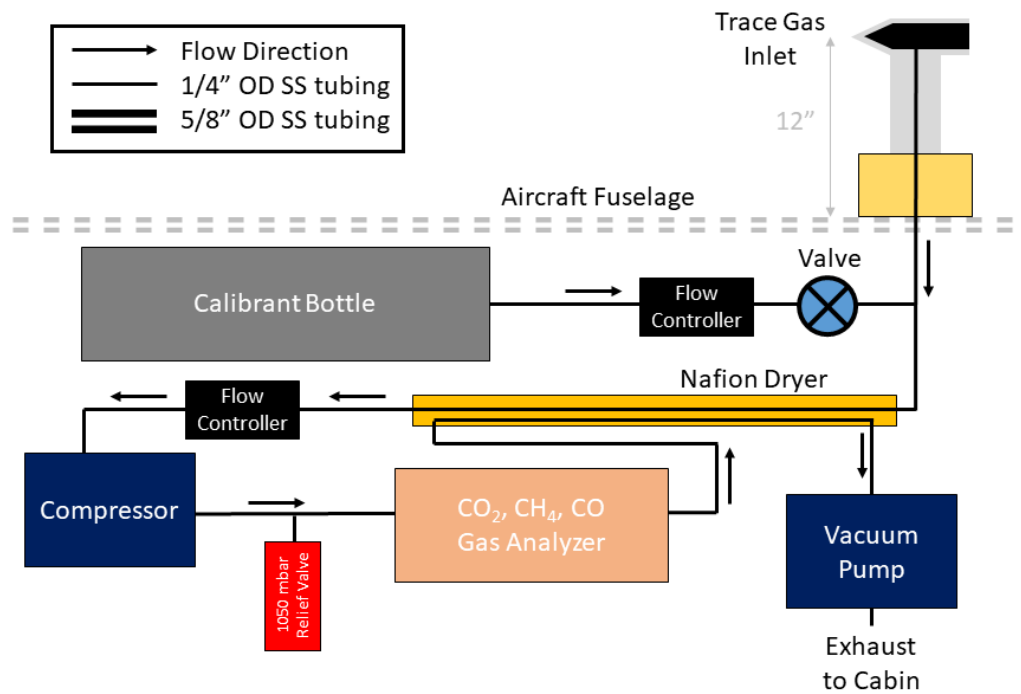 Trace Gas
Inlet
Flow Direction
1/4” OD SS tubing
5/8” OD SS tubing
12”
Aircraft Fuselage
Valve
Calibrant Bottle
Flow
Controller
Nafion Dryer
Flow
Controller
Compressor
CO₂, CH₄, CO
Gas Analyzer
Vacuum
Pump
1050 mbar
Relief Valve
Exhaust
to Cabin